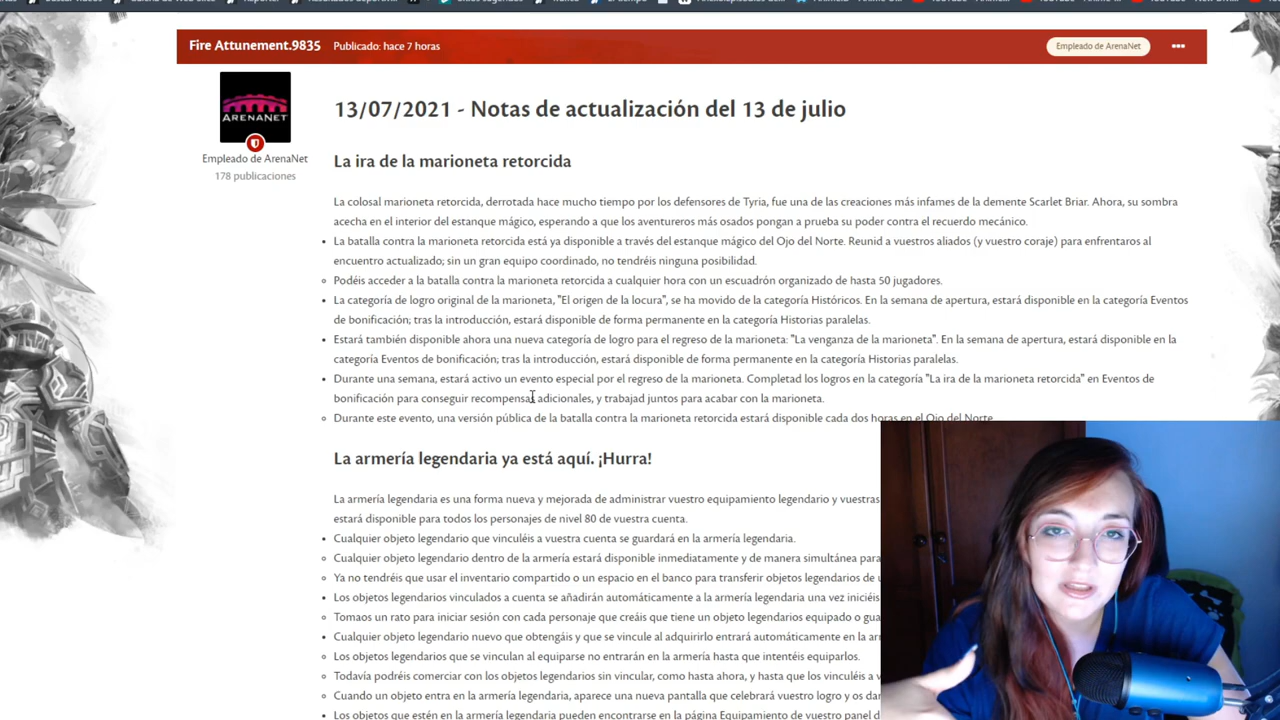 Fire Attunement.9835 Publicado: hace 7 horas Empleado de ArenaNet
ARENANET
Empleado de ArenaNet
178 publicaciones
13/07/2021 - Notas de actualización del 13 de julio
La ira de la marioneta retorcida
La colosal marioneta retorcida, derrotada hace mucho tiempo por los defensores de Tyria, fue una de las creaciones más infames de la demente Scarlet Briar. Ahora, su sombra
acecha en el interior del estanque mágico, esperando a que los aventureros más osados pongan a prueba su poder contra el recuerdo mecánico.
La batalla contra la marioneta retorcida está ya disponible a través del estanque mágico del Ojo del Norte. Reunid a vuestros aliados (y vuestro coraje) para enfrentaros al
encuentro actualizado; sin un gran equipo coordinado, no tendréis ninguna posibilidad.
Podéis acceder a la batalla contra la marioneta retorcida a cualquier hora con un escuadrón organizado de hasta 50 jugadores.
La categoría de logro original de la marioneta, "El origen de la locura", se ha movido de la categoría Históricos. En la semana de apertura, estará disponible en la categoría Eventos
de bonificación; tras la introducción, estará disponible de forma permanente en la categoría Historias paralelas.
Estará también disponible ahora una nueva categoría de logro para el regreso de la marioneta: "La venganza de la marioneta". En la semana de apertura, estará disponible en la
categoría Eventos de bonificación; tras la introducción, estará disponible de forma permanente en la categoría Historias paralelas.
Durante una semana, estará activo un evento especial por el regreso de la marioneta. Completad los logros en la categoría "La ira de la marioneta retorcida" en Eventos de
bonificación para conseguir recompensas adicionales, y trabajad juntos para acabar con la marioneta.
Durante este evento, una versión pública de la batalla contra la marioneta retorcida estará disponible cada dos horas en el Ojo del Norte.
La armería legendaria ya está aquí. ¡Hurra!
La armería legendaria es una forma nueva y mejorada de administrar vuestro equipamiento legendario y vuestras
estará disponible para todos los personajes de nivel 80 de vuestra cuenta.
Cualquier objeto legendario que vinculéis a vuestra cuenta se guardará en la armería legendaria.
Cualquier objeto legendario dentro de la armería estará disponible inmediatamente y de manera simultánea para
Ya no tendréis que usar el inventario compartido o un espacio en el banco para transferir objetos legendarios de
Los objetos legendarios vinculados a cuenta se añadirán automáticamente a la armería legendaria una vez iniciéis
Tomaos un rato para iniciar sesión con cada personaje que creáis que tiene un objeto legendarios equipado o
Cualquier objeto legendario nuevo que obtengáis y que se vincule al adquirirlo entrará automáticamente en la
Los objetos legendarios que se vinculan al equiparse no entrarán en la armería hasta que intentéis equiparlos.
Todavía podréis comerciar con los objetos legendarios sin vincular, como hasta ahora, y hasta que los vinculéis a
Cuando un objeto entra en la armería legendaria, aparece una nueva pantalla que celebrará vuestro logro y os
Los objetos que estén en la armería legendaria pueden encontrarse en la página Equipamiento de vuestro panel